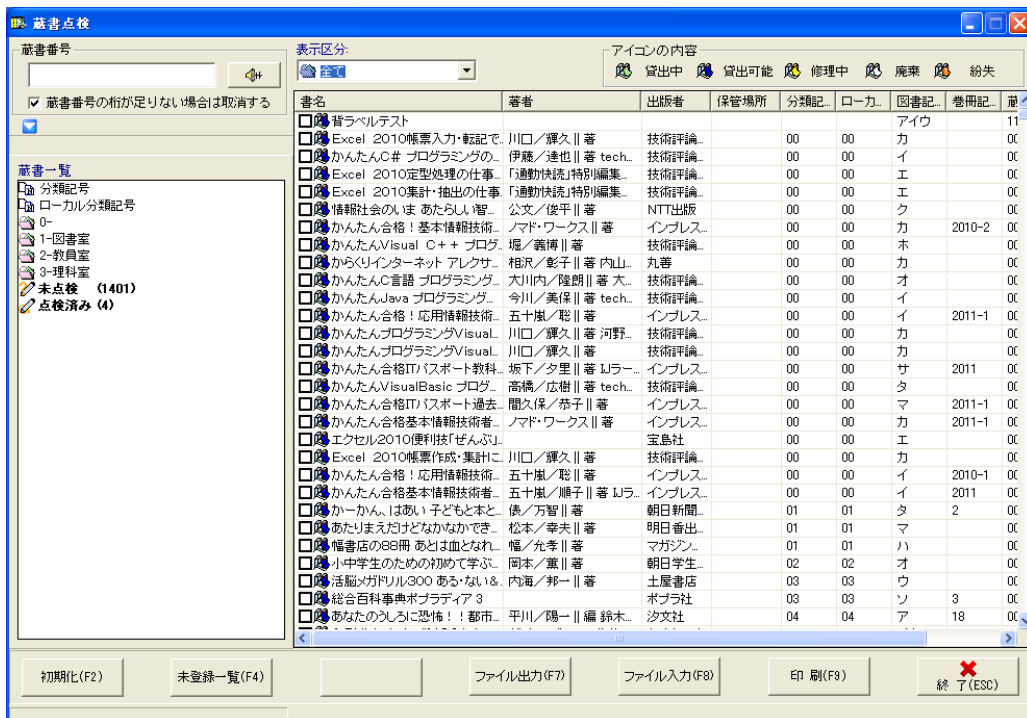 蔵書点検
蔵書番号
蔵書番号の桁が足りない場合は取消する
表示区分:
全て
アイコンの内容
貸出中 貸出可能 修理中 廃棄 紛失
蔵書一覧
分類記号
ローカル分類記号
0-
1-図書室
2-教員室
3-理科室
未点検 (1401)
点検済み (4)
書名 著者 出版者 保管場所 分類記... ローカ... 図書記... 巻冊記... 蔵
背ラベルテスト アイウ 11
Excel 2010帳票入力・転記で... 川口／輝久∥著 技術評論... 00 00 カ 00
かんたんC# プログラミングの... 伊藤／達也∥著 tech... 技術評論... 00 00 イ 00
Excel 2010定型処理の仕事... 「通勤快読」特別編集... 技術評論... 00 00 エ 00
Excel 2010集計・抽出の仕事... 「通勤快読」特別編集... 技術評論... 00 00 エ 00
情報社会のいま あたらしい智... 公文／俊平∥著 NTT出版 00 00 ク 00
かんたん合格！基本情報技術... ノマド・ワークス∥著 インプレス... 00 00 カ 2010-2 00
かんたんVisual C++ プログ... 堀／義博∥著 技術評論... 00 00 ホ 00
からくりインターネット アレクサ... 相沢／彰子∥著 内山... 丸善 00 00 カ 00
かんたんC言語 プログラミング... 大川内／隆朗∥著 大... 技術評論... 00 00 オ 00
かんたんJava プログラミング... 今川／美保∥著 tech... 技術評論... 00 00 イ 00
かんたん合格！応用情報技術... 五十嵐／聡∥著 インプレス... 00 00 イ 2011-1 00
かんたんプログラミングVisual... 川口／輝久∥著 河野... 技術評論... 00 00 カ 00
かんたんプログラミングVisual... 川口／輝久∥著 技術評論... 00 00 カ 00
かんたん合格ITパスポート教科... 坂下／夕里∥著 IJラー... インプレス... 00 00 サ 2011 00
かんたんVisualBasic プログ... 高橋／広樹∥著 tech... 技術評論... 00 00 タ 00
かんたん合格ITパスポート過去... 間久保／恭子∥著 インプレス... 00 00 マ 2011-1 00
かんたん合格基本情報技術者... ノマド・ワークス∥著 インプレス... 00 00 カ 2011-1 00
エクセル2010便利技「ぜんぶ」... 宝島社 00 00 エ 00
Excel 2010帳票作成・集計に... 川口／輝久∥著 技術評論... 00 00 カ 00
かんたん合格！応用情報技術... 五十嵐／聡∥著 インプレス... 00 00 イ 2010-1 00
かんたん合格基本情報技術者... 五十嵐／順子∥著 IJラ... インプレス... 00 00 イ 2011 00
かーかん、はあい 子どもと本と... 俵／万智∥著 朝日新聞... 01 01 タ 2 00
あたりまえだけどなかなかでき... 松本／幸夫∥著 明日香出... 01 01 マ 00
幅書店の88冊 あとは血となれ... 幅／允孝∥著 マガジン... 01 01 ハ 00
小中学生のための初めて学ぶ... 岡本／薫∥著 朝日学生... 02 02 オ 00
活脳メガドリル300 ある・ない&... 内海／邦一∥著 土屋書店 03 03 ウ 00
総合百科事典ポプラディア 3 ポプラ社 03 03 ソ 3 00
あなたのうしろに恐怖！！都市... 平川／陽一∥編 鈴木... 汐文社 04 04 ア 18 00
初期化(F2) 未登録一覧(F4) ファイル出力(F7) ファイル入力(F8) 印 刷(F9) 終 了(ESC)